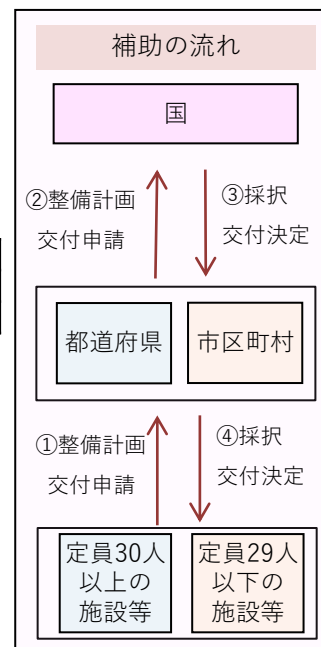 補助の流れ
国
②整備計画
交付申請
③採択
交付決定
都道府県
市区町村
①整備計画
交付申請
④採択
交付決定
定員30人
以上の
施設等
定員29人
以下の
施設等